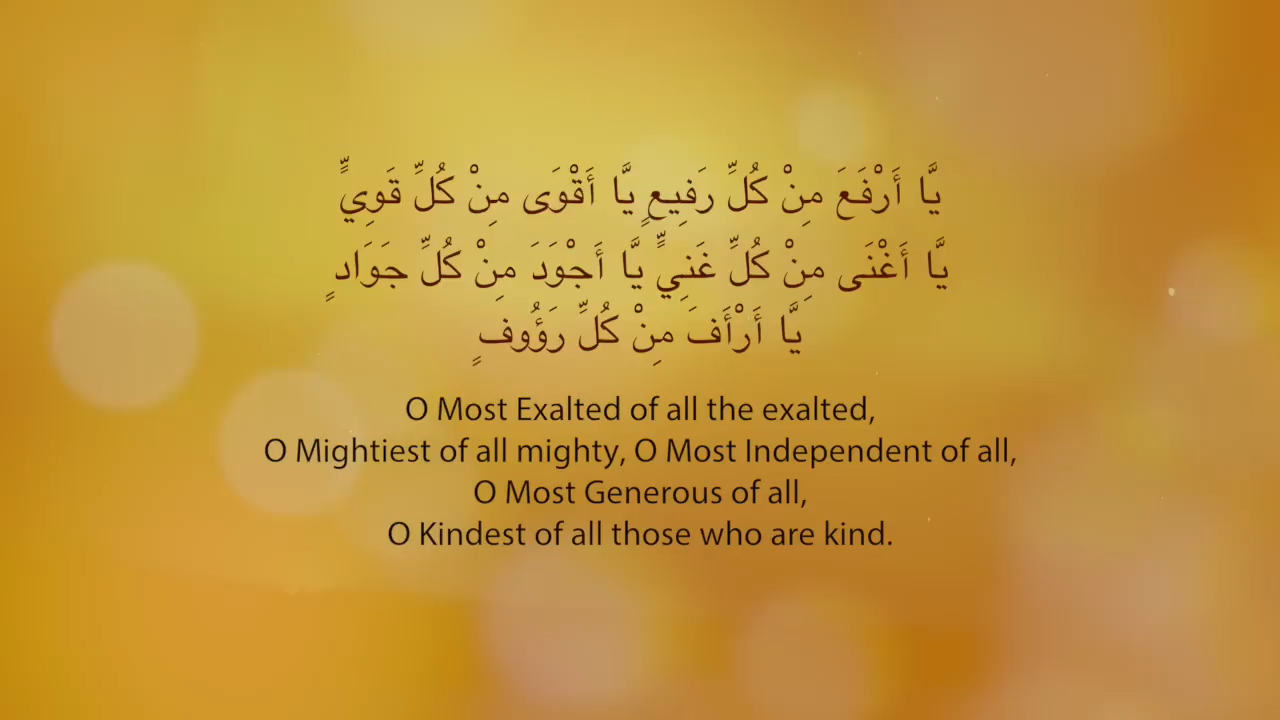 يَّا أَرْفَعَ مِنْ كُلِّ رَفِيعٍ يَّا أَقْوَى مِنْ كُلِّ قَوِيٍّ
يَّا أَغْنَى مِنْ كُلِّ غَنِيٍّ يَّا أَجْوَدَ مِنْ كُلِّ جَوَادٍ
يَّا أَرْأَفَ مِنْ كُلِّ رَؤُوفٍ
O Most Exalted of all the exalted,
O Mightiest of all mighty, O Most Independent of all,
O Most Generous of all,
O Kindest of all those who are kind.